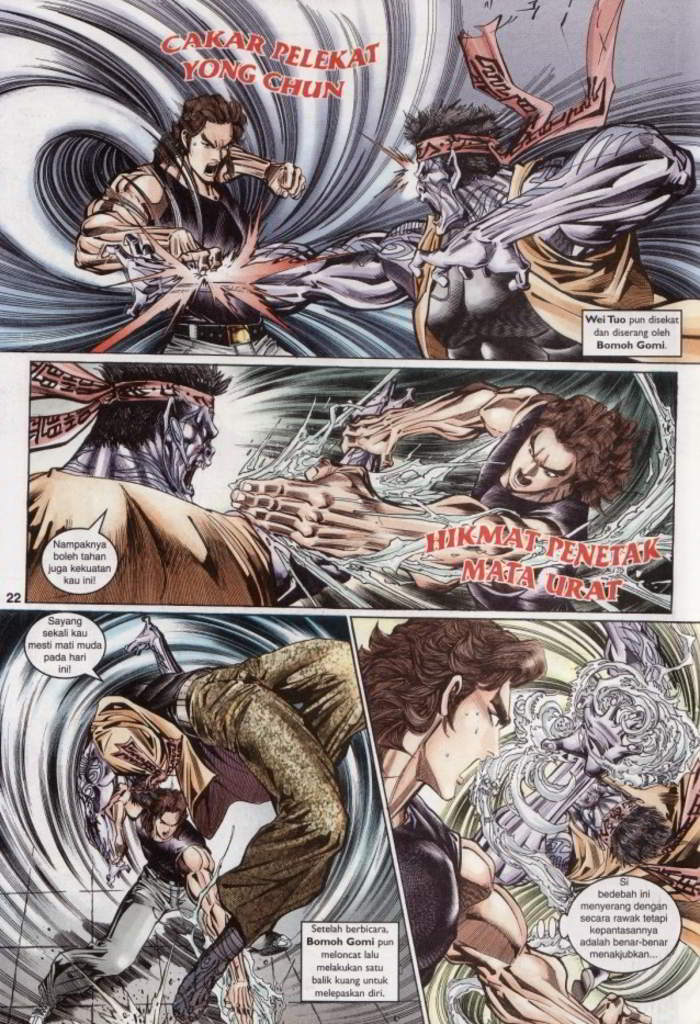 CAKAR PELEKAT
YONG CHUN
Wei Tuo pun disekat
dan diserang oleh
Bomoh Gomi.
Nampaknya
boleh tahan
juga kekuatan
kau ini!
HIKMAT PENETAK
MATA URAT
22
Sayang
sekali kau
mesti mati muda
pada hari
ini!
Setelah berbicara,
Bomoh Gomi pun
meloncat lalu
melakukan satu
balik kuang untuk
melepaskan diri.
Si
bedebah ini
menyerang dengan
secara rawak tetapi
kepantasannya
adalah benar-benar
menakjubkan...